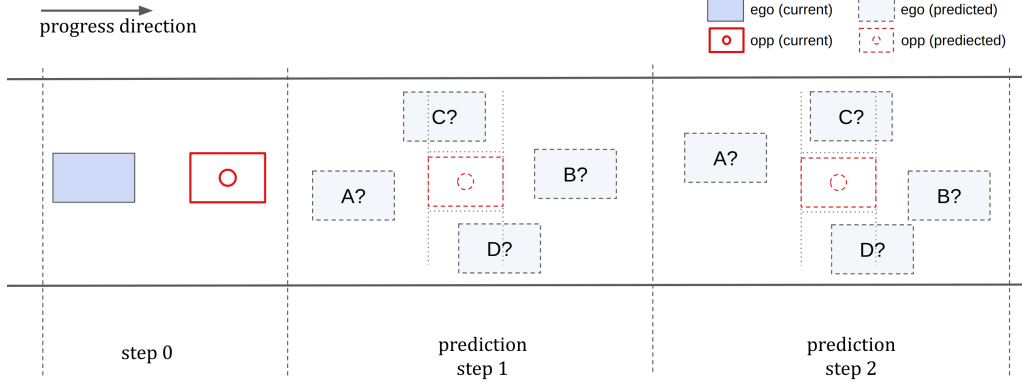 progress direction
ego (current)
ego (predicted)
opp (current)
opp (prediected)
C?
C?
A?
B?
A?
B?
D?
D?
step 0
prediction
step 1
prediction
step 2